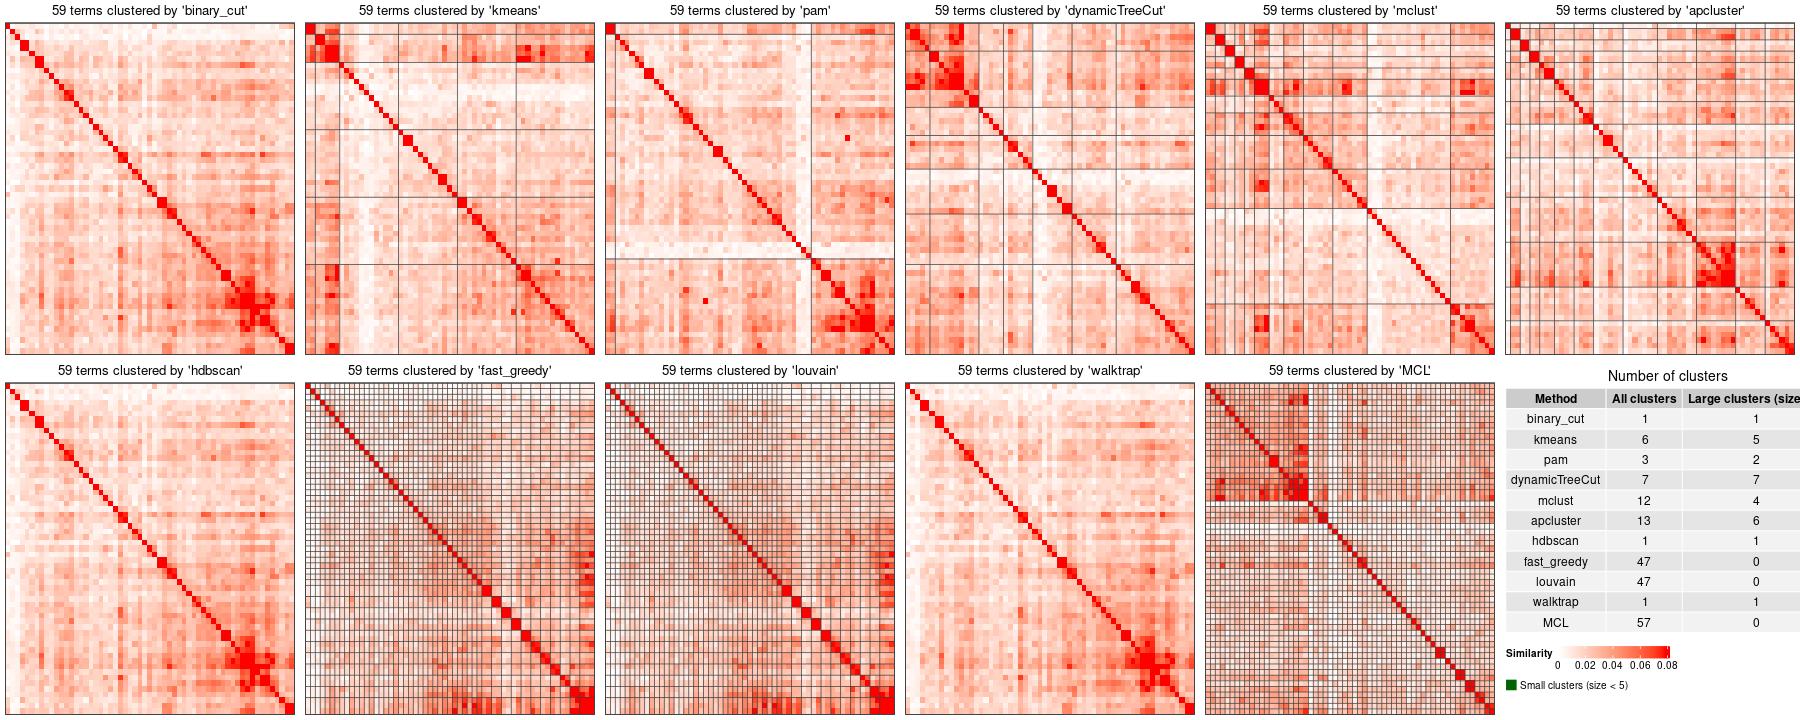 59 terms clustered by 'binary_cut'
59 terms clustered by 'kmeans'
59 terms clustered by 'pam'
59 terms clustered by 'dynamicTreeCut'
59 terms clustered by 'mclust'
59 terms clustered by 'apcluster'
59 terms clustered by 'hdbscan'
59 terms clustered by 'fast_greedy'
59 terms clustered by 'louvain'
59 terms clustered by 'walktrap'
59 terms clustered by 'MCL'
Number of clusters
Method All clusters Large clusters (size
binary_cut 1 1
kmeans 6 5
pam 3 2
dynamicTreeCut 7 7
mclust 12 4
apcluster 13 6
hdbscan 1 1
fast_greedy 47 0
louvain 47 0
walktrap 1 1
MCL 57 0
Similarity
0 0.02 0.04 0.06 0.08
Small clusters (size < 5)